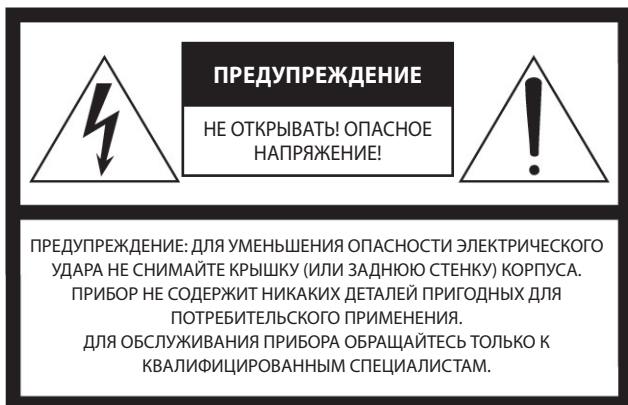 ПРЕДУПРЕЖДЕНИЕ
НЕ ОТКРЫВАТЬ! ОПАСНОЕ
НАПРЯЖЕНИЕ!
ПРЕДУПРЕЖДЕНИЕ: ДЛЯ УМЕНЬШЕНИЯ ОПАСНОСТИ ЭЛЕКТРИЧЕСКОГО
УДАРА НЕ СНИМАЙТЕ КРЫШКУ (ИЛИ ЗАДНЮЮ СТЕНКУ) КОРПУСА.
ПРИБОР НЕ СОДЕРЖИТ НИКАКИХ ДЕТАЛЕЙ ПРИГОДНЫХ ДЛЯ
ПОТРЕБИТЕЛЬСКОГО ПРИМЕНЕНИЯ.
ДЛЯ ОБСЛУЖИВАНИЯ ПРИБОРА ОБРАЩАЙТЕСЬ ТОЛЬКО К
КВАЛИФИЦИРОВАННЫМ СПЕЦИАЛИСТАМ.